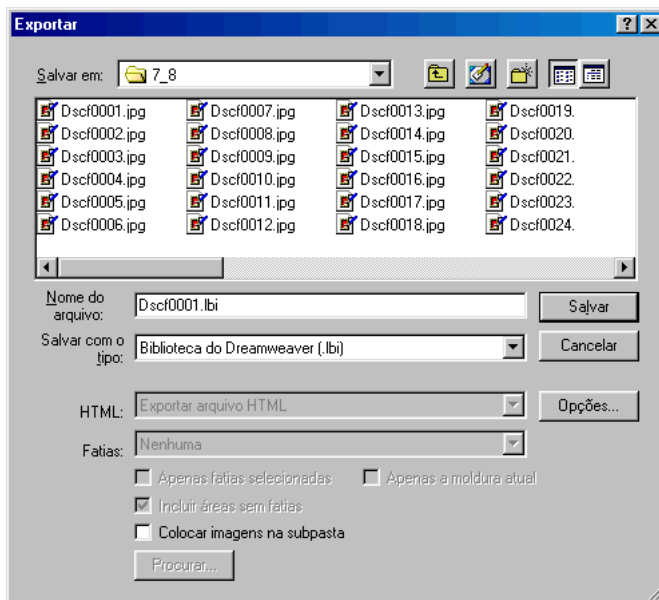 Exportar
Salvar em: 7_8
Dscf0001.jpg Dscf0007.jpg Dscf0013.jpg Dscf0019.
Dscf0002.jpg Dscf0008.jpg Dscf0014.jpg Dscf0020.
Dscf0003.jpg Dscf0009.jpg Dscf0015.jpg Dscf0021.
Dscf0004.jpg Dscf0010.jpg Dscf0016.jpg Dscf0022.
Dscf0005.jpg Dscf0011.jpg Dscf0017.jpg Dscf0023.
Dscf0006.jpg Dscf0012.jpg Dscf0018.jpg Dscf0024.
Nome do
arquivo: Dscf0001.lbi Salvar
Salvar com o
tipo: Biblioteca do Dreamweaver (.lbi) Cancelar
HTML: Exportar arquivo HTML Opções...
Fatias: Nenhuma
Apenas fatias selecionadas Apenas a moldura atual
Incluir áreas sem fatias
Colocar imagens na subpasta
Procurar...